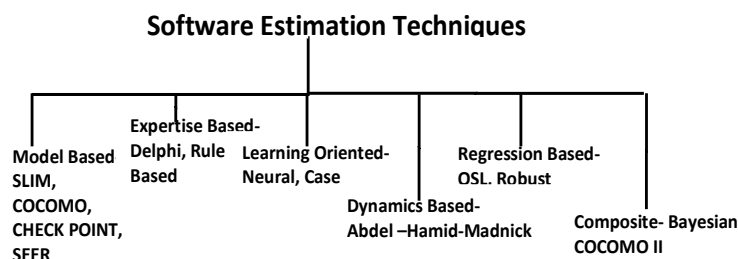 Software Estimation Techniques
Model Based
SLIM,
COCOMO,
CHECK POINT,
SEER
Expertise Based-
Delphi, Rule
Based
Learning Oriented-
Neural, Case
Dynamics Based-
Abdel –Hamid-Madnick
Regression Based-
OSL. Robust
Composite- Bayesian
COCOMO II